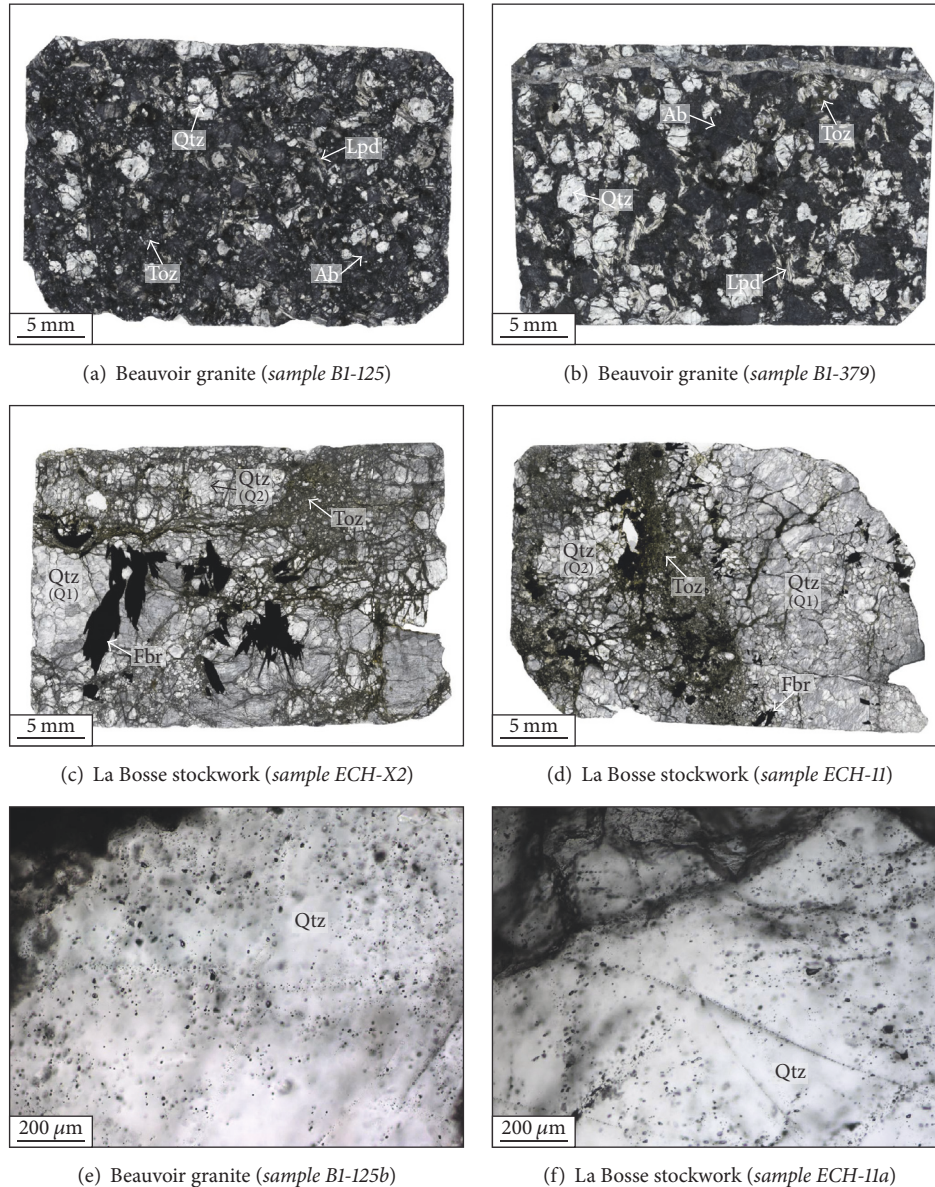 Qtz
Lpd
Toz
Ab
5 mm
Ab
Toz
Qtz
Lpd
5 mm
(a) Beauvoir granite (sample B1-125)
(b) Beauvoir granite (sample B1-379)
Qtz
(Q2)
Toz
Qtz
(Q1)
Fbr
5 mm
Qtz
(Q2)
Toz
Qtz
(Q1)
Fbr
5 mm
(c) La Bosse stockwork (sample ECH-X2)
(d) La Bosse stockwork (sample ECH-11)
Qtz
200 μm
Qtz
200 μm
(e) Beauvoir granite (sample B1-125b)
(f) La Bosse stockwork (sample ECH-11a)